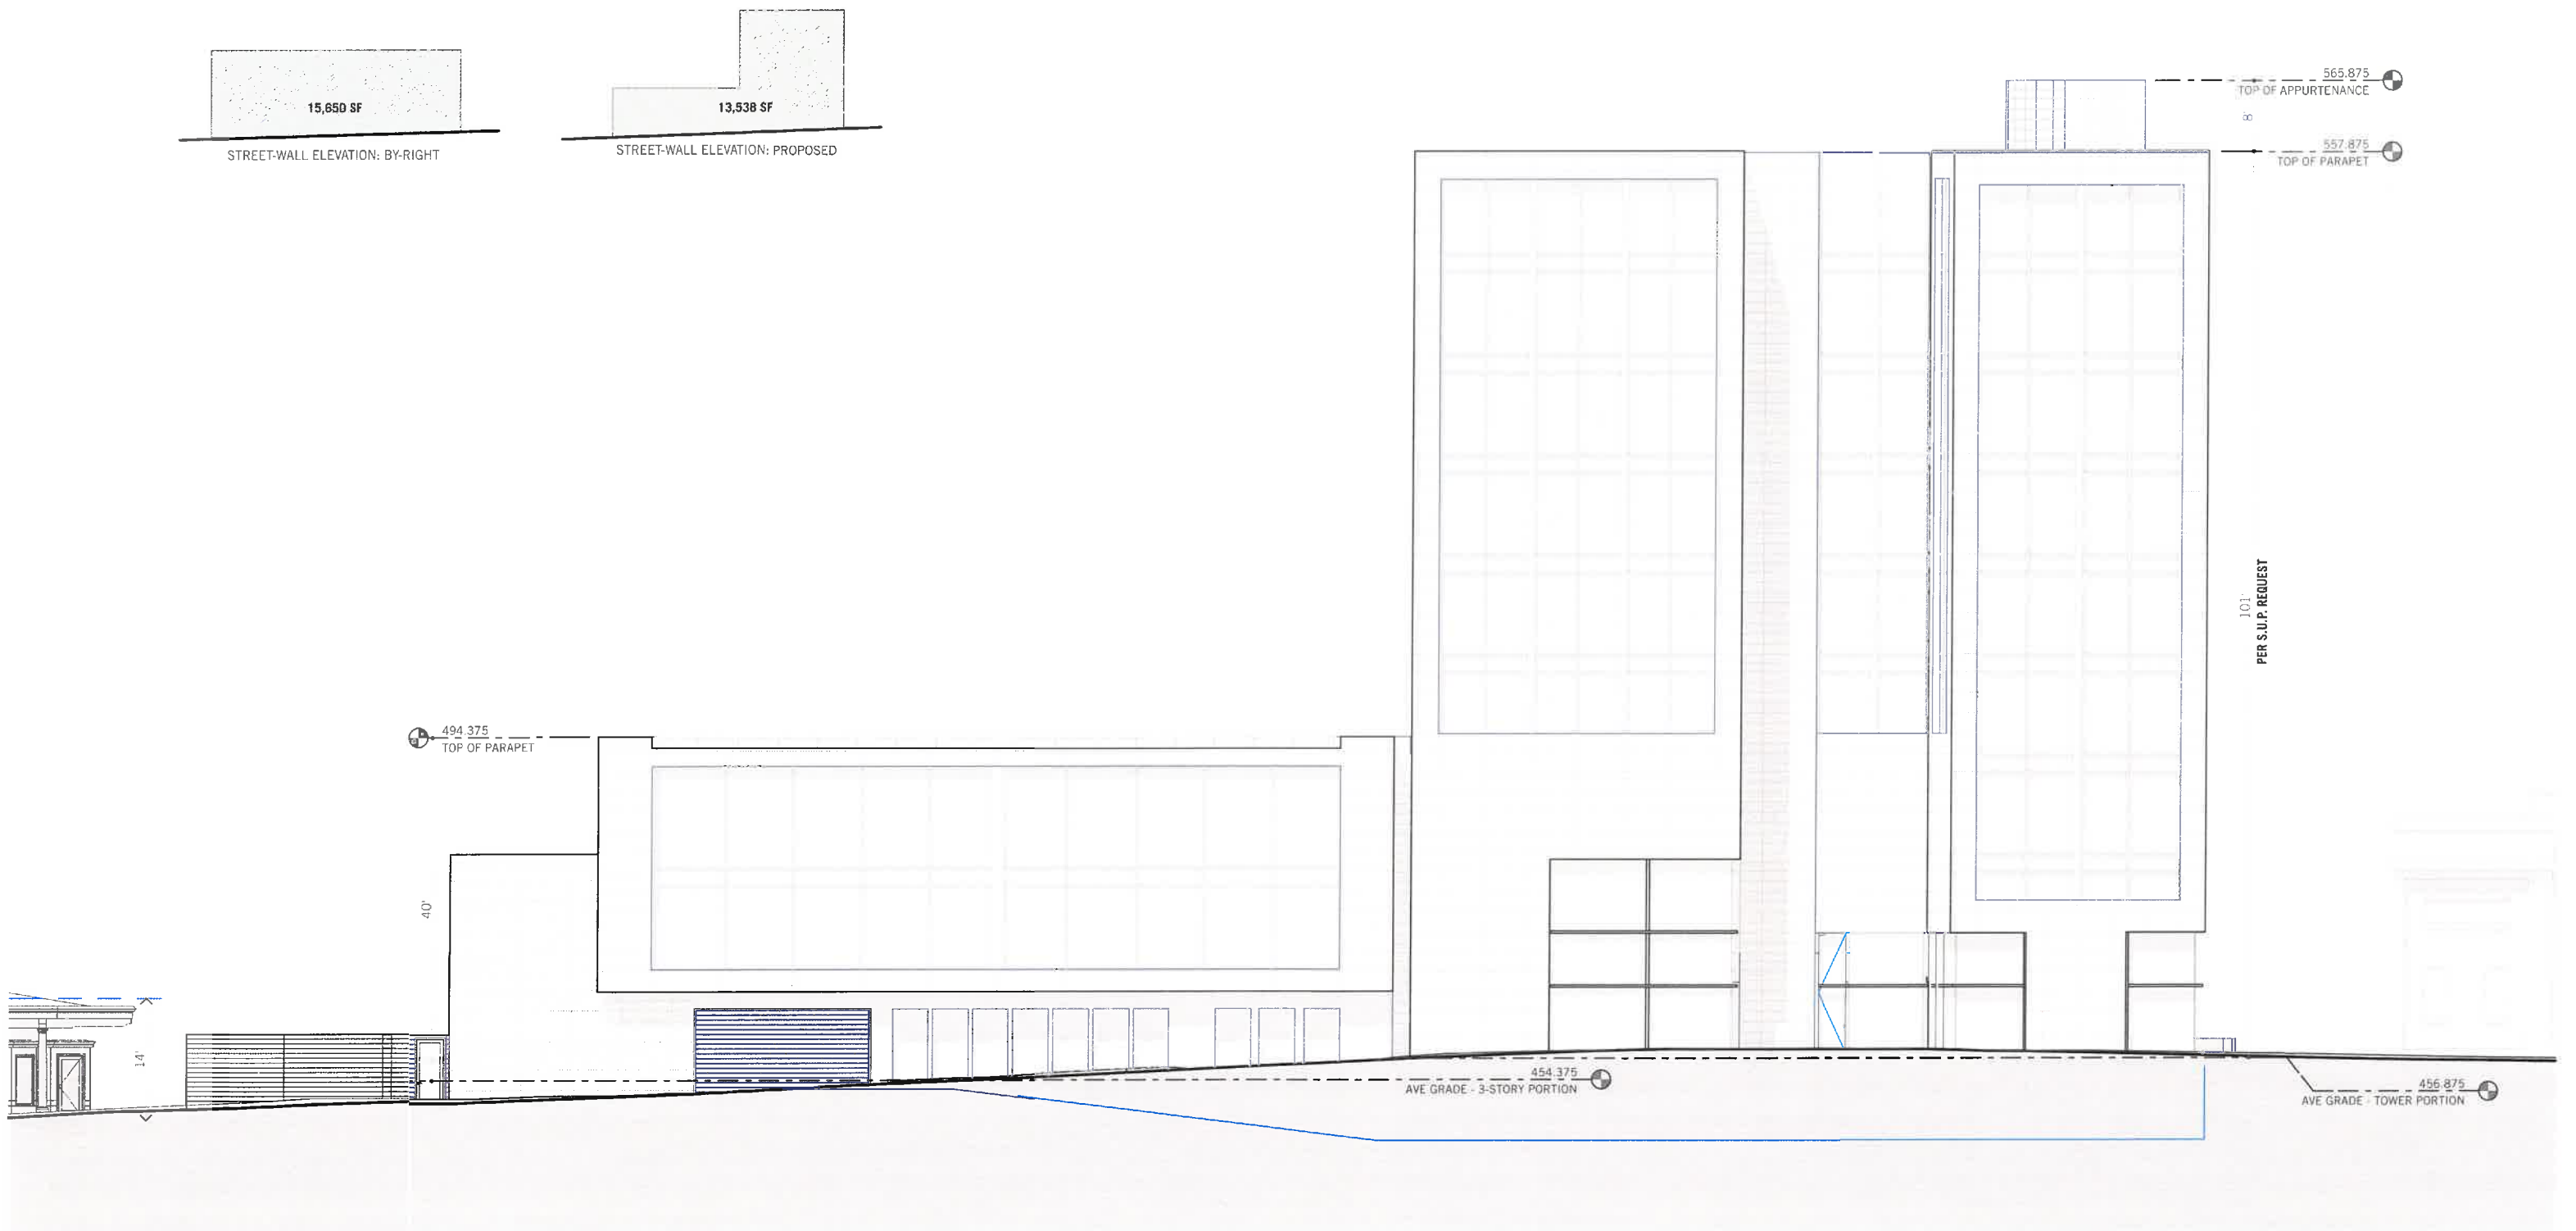 15,650 SF
STREET-WALL ELEVATION: BY-RIGHT
13,538 SF
STREET-WALL ELEVATION: PROPOSED
565.875
TOP OF APPURTENANCE
8'
557.875
TOP OF PARAPET
101'
PER S.U.P. REQUEST
494.375
TOP OF PARAPET
40'
14'
454.375
AVE GRADE - 3-STORY PORTION
456.875
AVE GRADE - TOWER PORTION